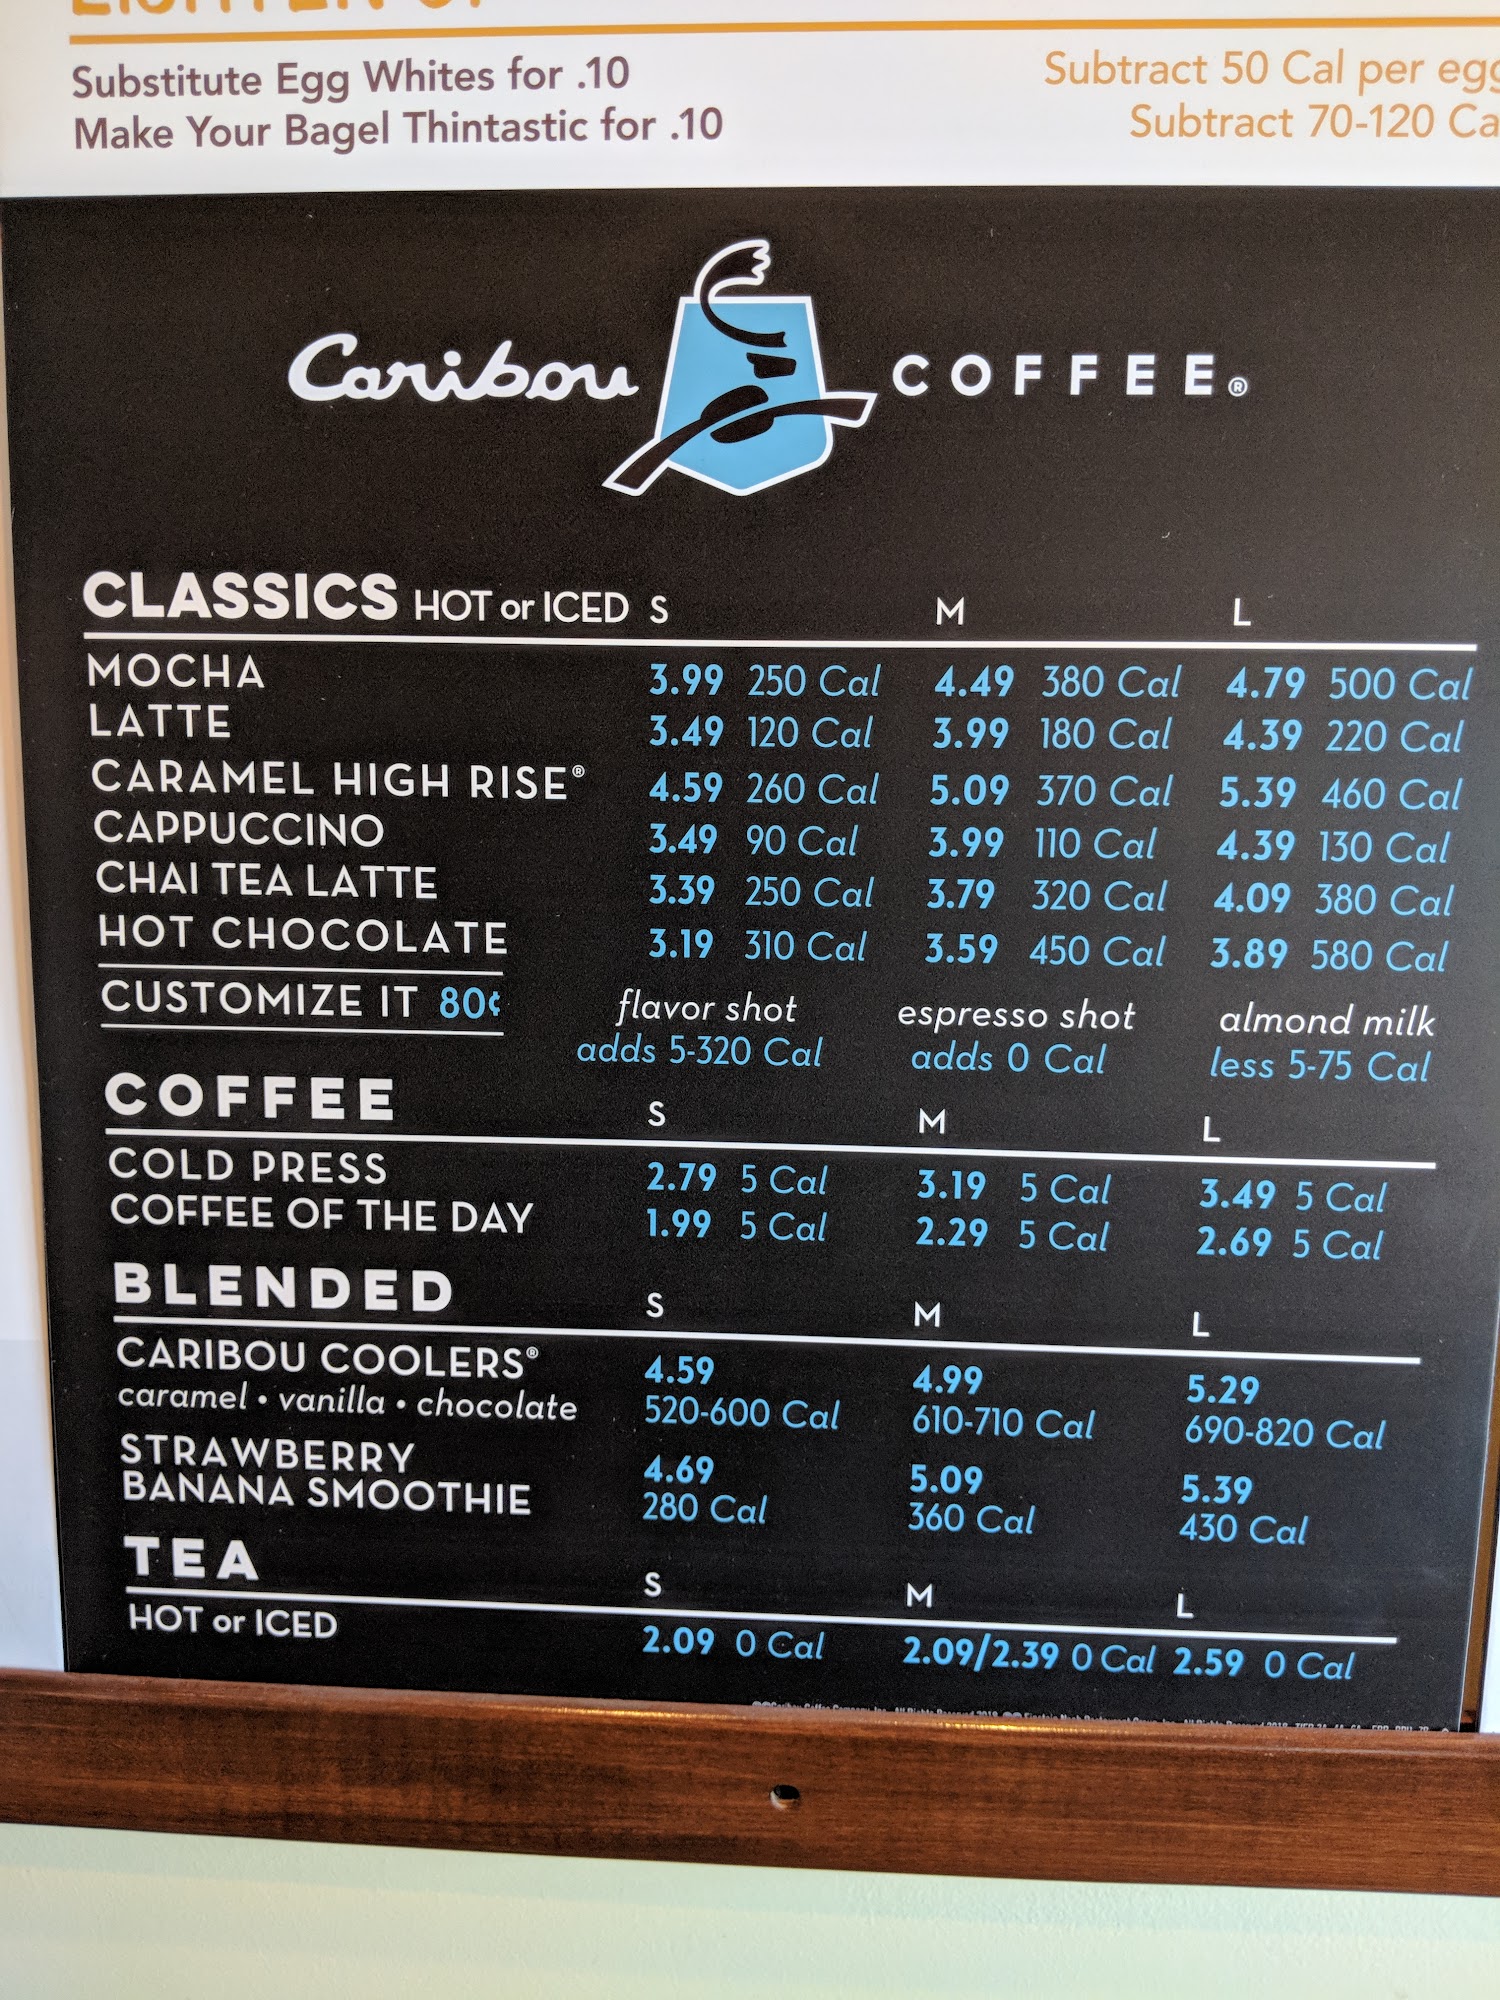 Substitute Egg Whites for .10 Subtract 50 Cal per egg
Make Your Bagel Thintastic for .10 Subtract 70-120
Caribou COFFEE®
CLASSICS HOT or ICED S M L
MOCHA 3.99 250 Cal 4.49 380 Cal 4.79 500 Cal
LATTE 3.49 120 Cal 3.99 180 Cal 4.39 220 Cal
CARAMEL HIGH RISE® 4.59 260 Cal 5.09 370 Cal 5.39 460 Cal
CAPPUCCINO 3.49 90 Cal 3.99 110 Cal 4.39 130 Cal
CHAI TEA LATTE 3.39 250 Cal 3.79 320 Cal 4.09 380 Cal
HOT CHOCOLATE 3.19 310 Cal 3.59 450 Cal 3.89 580 Cal
CUSTOMIZE IT 80¢ flavor shot espresso shot almond milk
adds 5-320 Cal adds 0 Cal less 5-75 Cal
COFFEE S M L
COLD PRESS 2.79 5 Cal 3.19 5 Cal 3.49 5 Cal
COFFEE OF THE DAY 1.99 5 Cal 2.29 5 Cal 2.69 5 Cal
BLENDED S M L
CARIBOU COOLERS® 4.59 4.99 5.29
caramel • vanilla • chocolate 520-600 Cal 610-710 Cal 690-820 Cal
STRAWBERRY 4.69 5.09 5.39
BANANA SMOOTHIE 280 Cal 360 Cal 430 Cal
TEA S M L
HOT or ICED 2.09 0 Cal 2.09/2.39 0 Cal 2.59 0 Cal